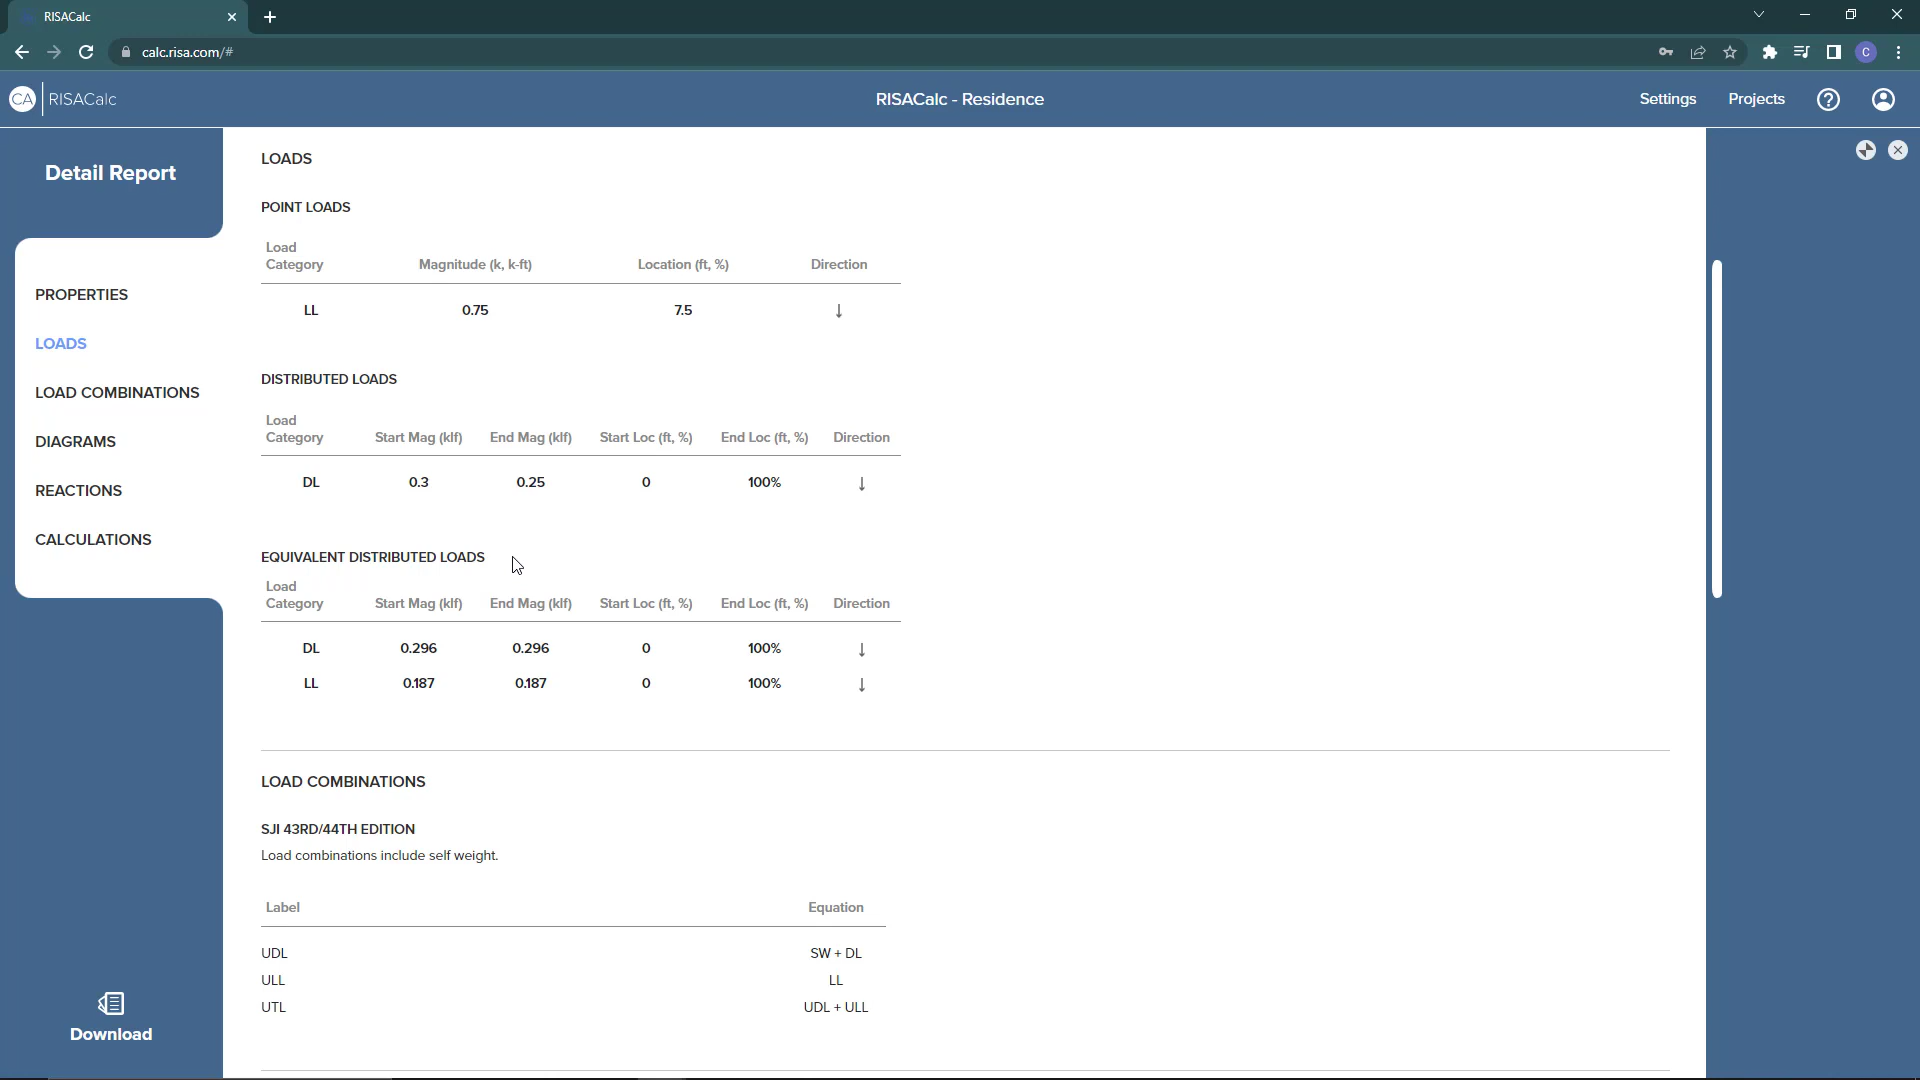 RISACalc
calc.risa.com/#
C
CA RISACalc
RISACalc - Residence
Settings
Projects
?
Detail Report
PROPERTIES
LOADS
LOAD COMBINATIONS
DIAGRAMS
REACTIONS
CALCULATIONS
Download
LOADS
POINT LOADS
Load
Category Magnitude (k, k-ft) Location (ft, %) Direction
LL 0.75 7.5 ↓
DISTRIBUTED LOADS
Load
Category Start Mag (klf) End Mag (klf) Start Loc (ft, %) End Loc (ft, %) Direction
DL 0.3 0.25 0 100% ↓
EQUIVALENT DISTRIBUTED LOADS
Load
Category Start Mag (klf) End Mag (klf) Start Loc (ft, %) End Loc (ft, %) Direction
DL 0.296 0.296 0 100% ↓
LL 0.187 0.187 0 100% ↓
LOAD COMBINATIONS
SJI 43RD/44TH EDITION
Load combinations include self weight.
Label Equation
UDL SW + DL
ULL LL
UTL UDL + ULL